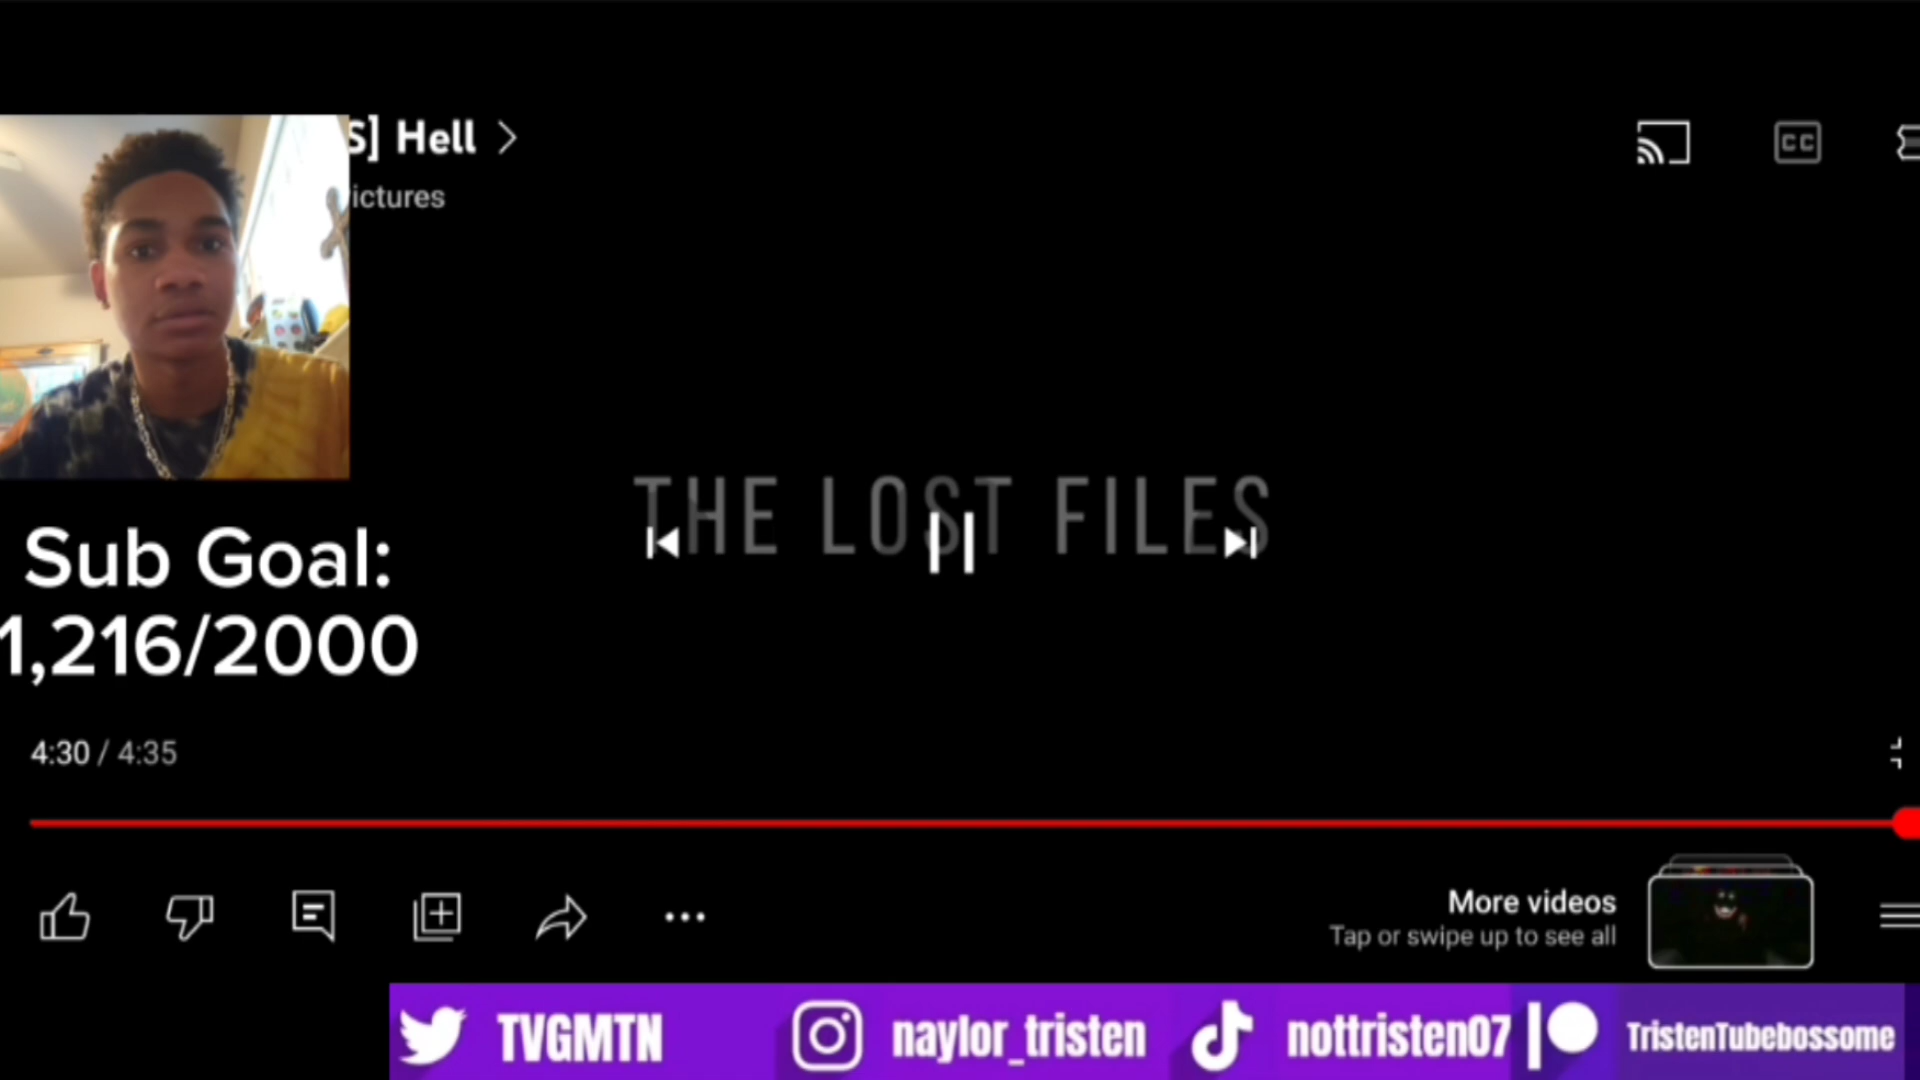 S] Hell
ictures
CC
THE LOST FILES
Sub Goal:
1,216/2000
4:30 / 4:35
More videos
Tap or swipe up to see all
TVGMTN naylor_tristen nottristen07 TristenTubebossome